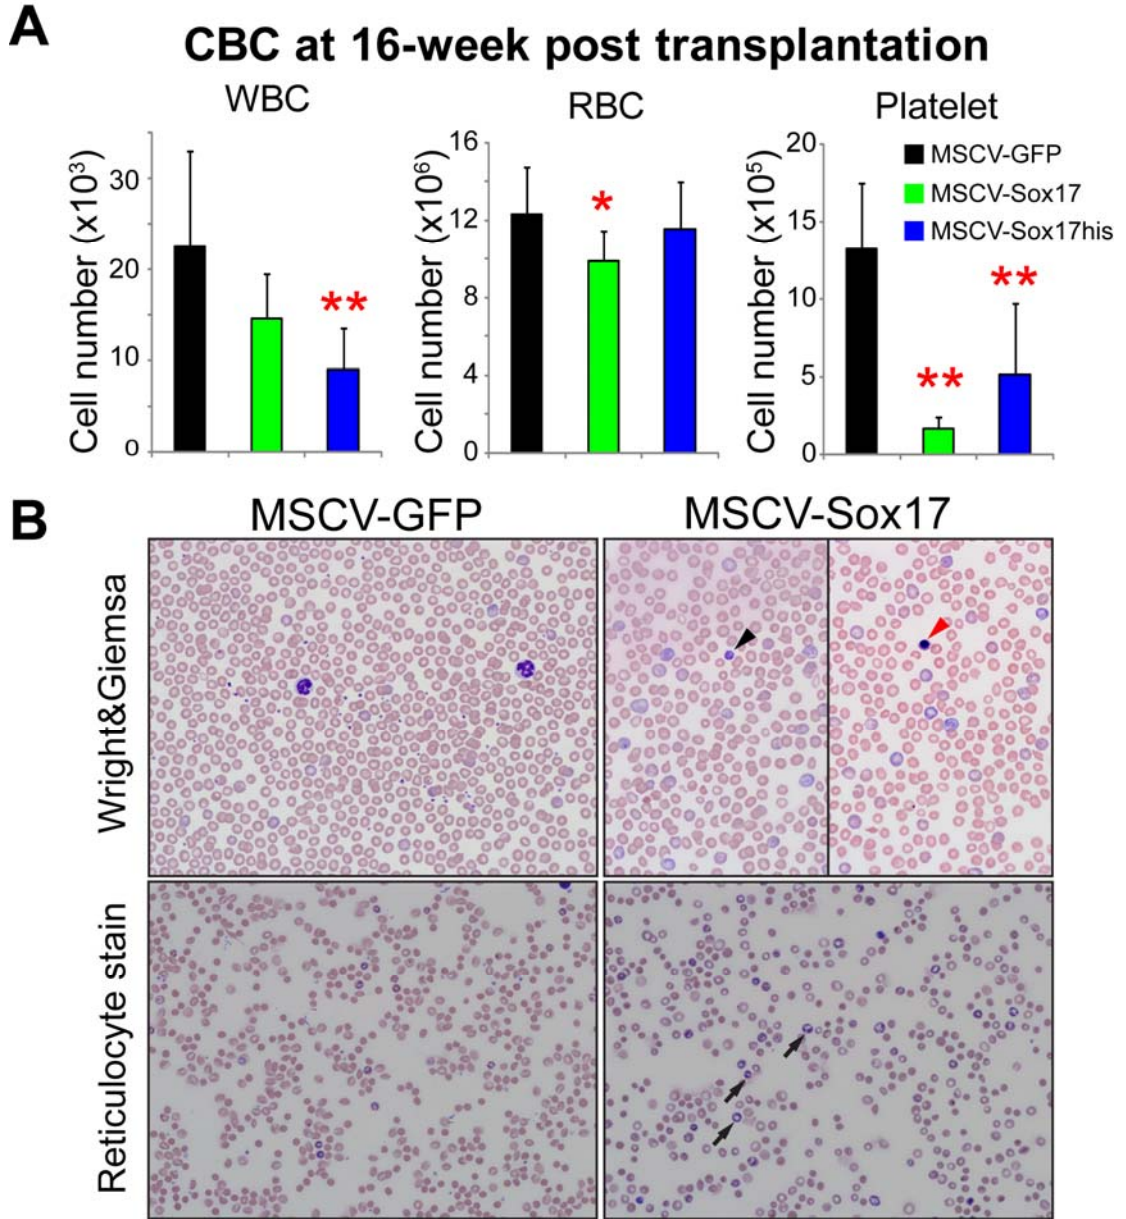 A
CBC at 16-week post transplantation
WBC
RBC
Platelet
Cell number (x10³)
30
20
10
0
Cell number (x10⁶)
16
12
8
4
0
*
**
Cell number (x10⁵)
20
15
10
5
0
**
**
MSCV-GFP
MSCV-Sox17
MSCV-Sox17his
B
MSCV-GFP
MSCV-Sox17
Wright&Giemsa
Reticulocyte stain